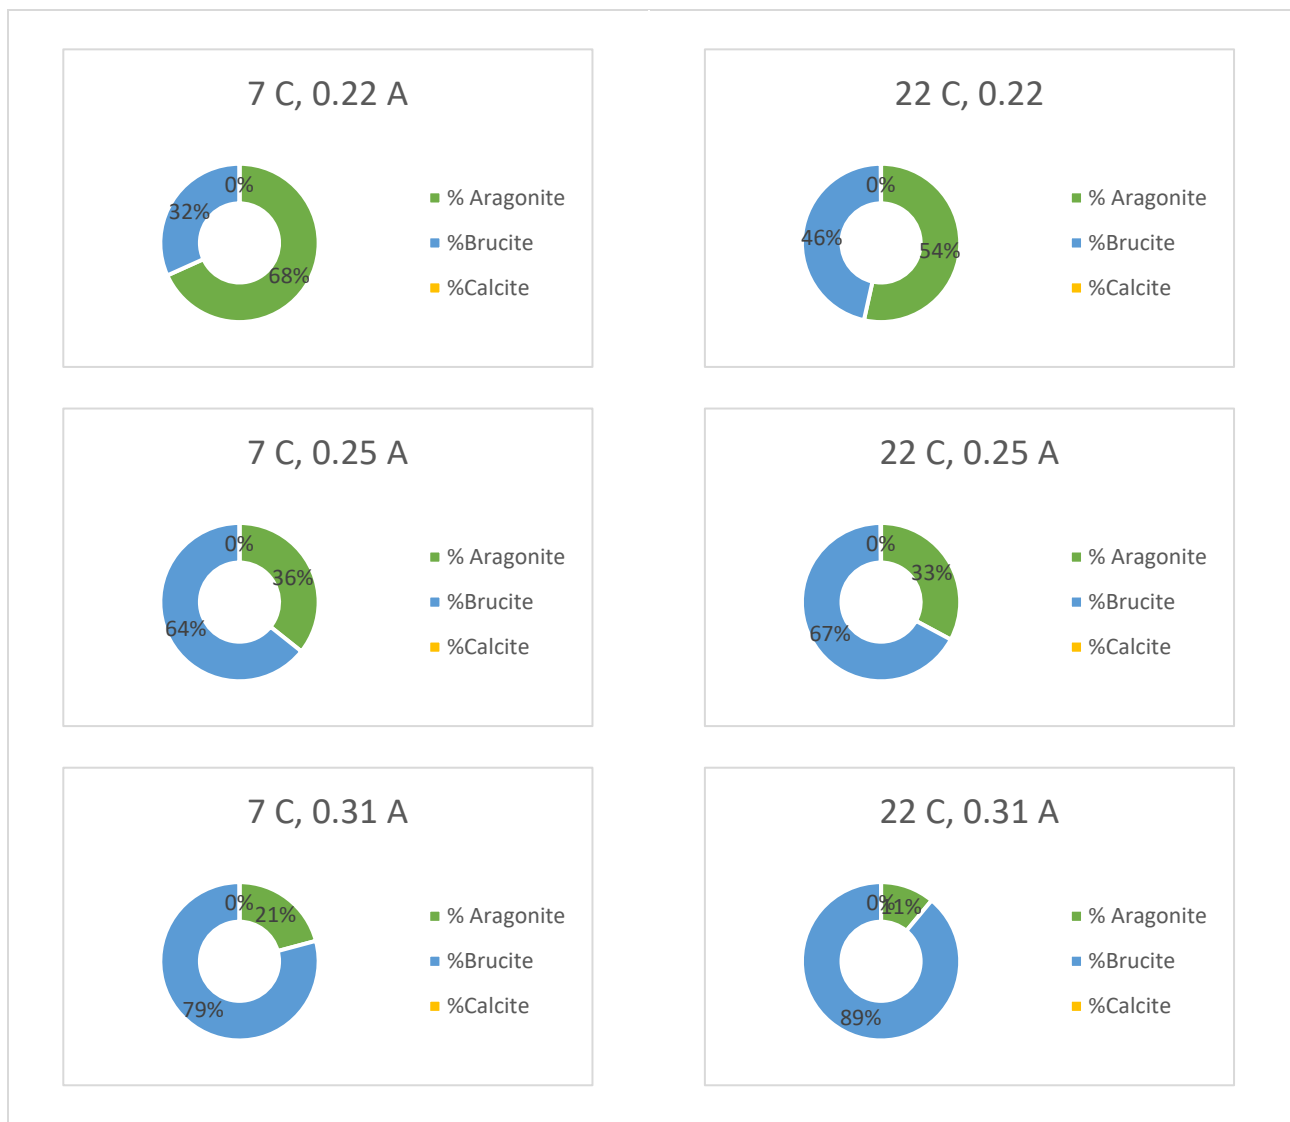 7 C, 0.22 A
0%
32%
68%
% Aragonite
%Brucite
%Calcite
22 C, 0.22
0%
46%
54%
% Aragonite
%Brucite
%Calcite
7 C, 0.25 A
0%
36%
64%
% Aragonite
%Brucite
%Calcite
22 C, 0.25 A
0%
33%
67%
% Aragonite
%Brucite
%Calcite
7 C, 0.31 A
0%
21%
79%
% Aragonite
%Brucite
%Calcite
22 C, 0.31 A
0%
11%
89%
% Aragonite
%Brucite
%Calcite